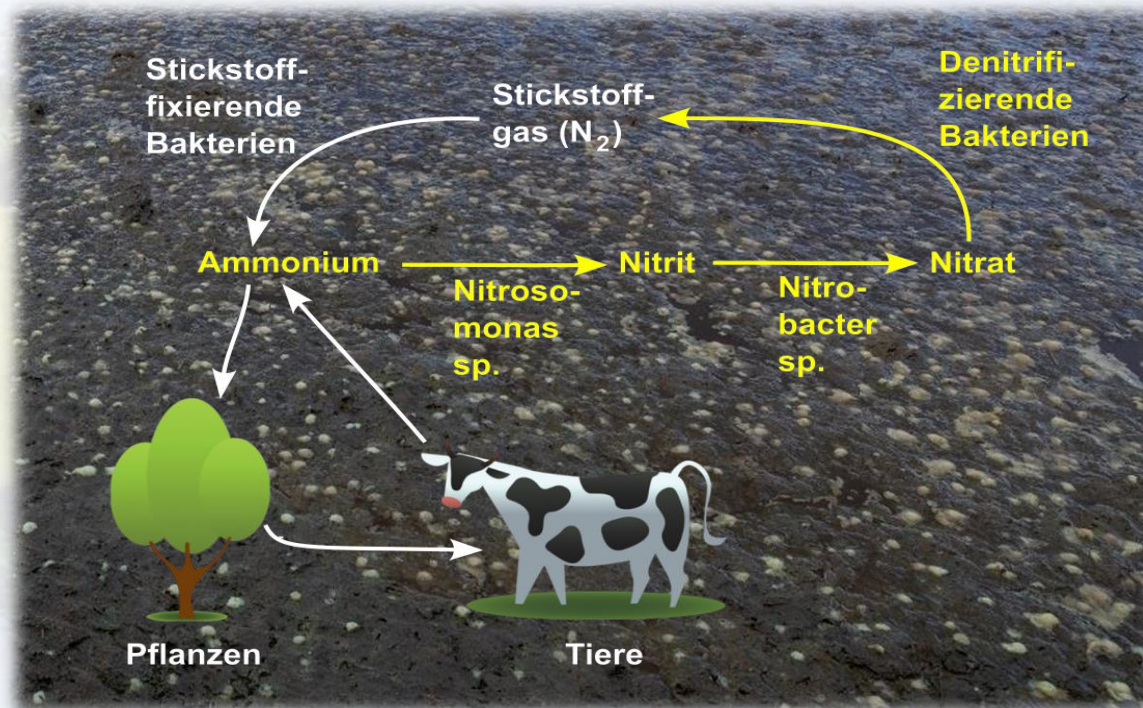 Stickstoff-
fixierende
Bakterien
Stickstoff-
gas (N₂)
Denitrifi-
zierende
Bakterien
Ammonium
Nitrit
Nitrat
Nitroso-
monas
sp.
Nitro-
bacter
sp.
Pflanzen
Tiere